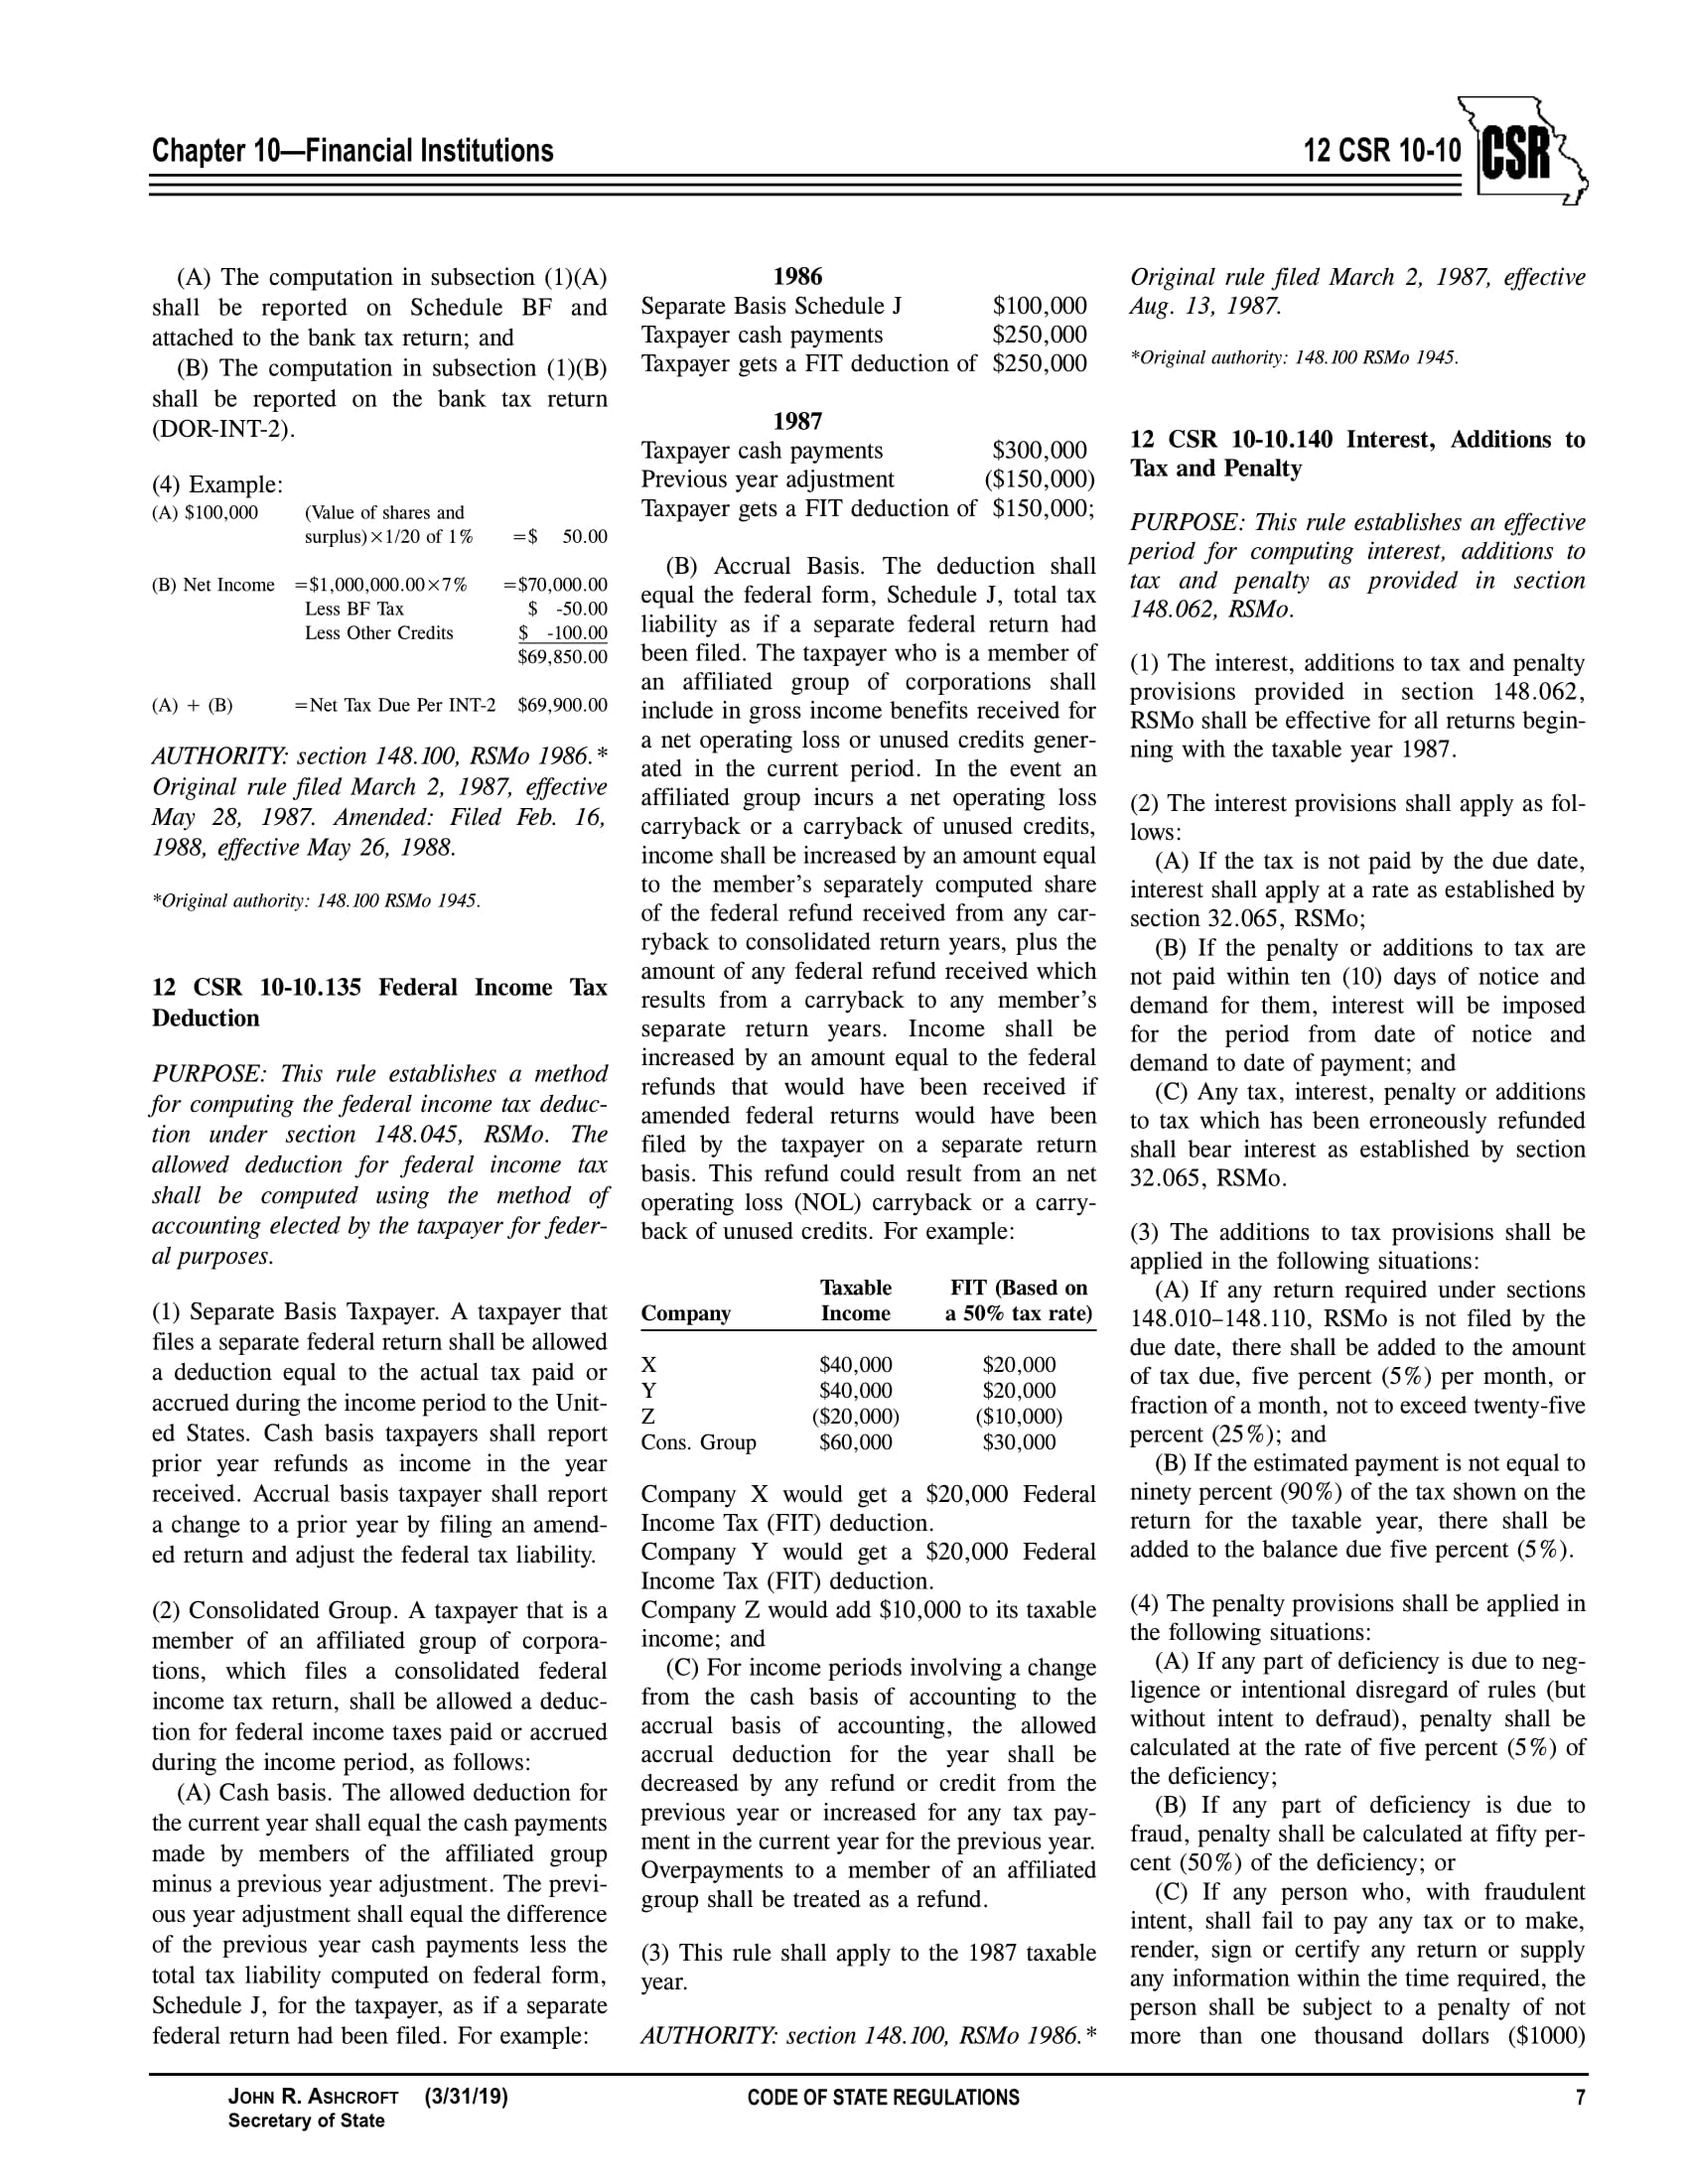 Chapter 10—Financial Institutions
12 CSR 10-10
CSR
(A) The computation in subsection (1)(A)
shall be reported on Schedule BF and
attached to the bank tax return; and
(B) The computation in subsection (1)(B)
shall be reported on the bank tax return
(DOR-INT-2).
(4) Example:
(A) $100,000 (Value of shares and
surplus)×1/20 of 1% =$ 50.00
(B) Net Income =$1,000,000.00×7% =$70,000.00
Less BF Tax $ -50.00
Less Other Credits $ -100.00
$69,850.00
(A) + (B) =Net Tax Due Per INT-2 $69,900.00
AUTHORITY: section 148.100, RSMo 1986.*
Original rule filed March 2, 1987, effective
May 28, 1987. Amended: Filed Feb. 16,
1988, effective May 26, 1988.
*Original authority: 148.100 RSMo 1945.
12 CSR 10-10.135 Federal Income Tax
Deduction
PURPOSE: This rule establishes a method
for computing the federal income tax deduc-
tion under section 148.045, RSMo. The
allowed deduction for federal income tax
shall be computed using the method of
accounting elected by the taxpayer for feder-
al purposes.
(1) Separate Basis Taxpayer. A taxpayer that
files a separate federal return shall be allowed
a deduction equal to the actual tax paid or
accrued during the income period to the Unit-
ed States. Cash basis taxpayers shall report
prior year refunds as income in the year
received. Accrual basis taxpayer shall report
a change to a prior year by filing an amend-
ed return and adjust the federal tax liability.
(2) Consolidated Group. A taxpayer that is a
member of an affiliated group of corpora-
tions, which files a consolidated federal
income tax return, shall be allowed a deduc-
tion for federal income taxes paid or accrued
during the income period, as follows:
(A) Cash basis. The allowed deduction for
the current year shall equal the cash payments
made by members of the affiliated group
minus a previous year adjustment. The previ-
ous year adjustment shall equal the difference
of the previous year cash payments less the
total tax liability computed on federal form,
Schedule J, for the taxpayer, as if a separate
federal return had been filed. For example:
1986
Separate Basis Schedule J $100,000
Taxpayer cash payments $250,000
Taxpayer gets a FIT deduction of $250,000
1987
Taxpayer cash payments $300,000
Previous year adjustment ($150,000)
Taxpayer gets a FIT deduction of $150,000;
(B) Accrual Basis. The deduction shall
equal the federal form, Schedule J, total tax
liability as if a separate federal return had
been filed. The taxpayer who is a member of
an affiliated group of corporations shall
include in gross income benefits received for
a net operating loss or unused credits gener-
ated in the current period. In the event an
affiliated group incurs a net operating loss
carryback or a carryback of unused credits,
income shall be increased by an amount equal
to the member's separately computed share
of the federal refund received from any car-
ryback to consolidated return years, plus the
amount of any federal refund received which
results from a carryback to any member's
separate return years. Income shall be
increased by an amount equal to the federal
refunds that would have been received if
amended federal returns would have been
filed by the taxpayer on a separate return
basis. This refund could result from an net
operating loss (NOL) carryback or a carry-
back of unused credits. For example:
Taxable FIT (Based on
Company Income a 50% tax rate)
X $40,000 $20,000
Y $40,000 $20,000
Z ($20,000) ($10,000)
Cons. Group $60,000 $30,000
Company X would get a $20,000 Federal
Income Tax (FIT) deduction.
Company Y would get a $20,000 Federal
Income Tax (FIT) deduction.
Company Z would add $10,000 to its taxable
income; and
(C) For income periods involving a change
from the cash basis of accounting to the
accrual basis of accounting, the allowed
accrual deduction for the year shall be
decreased by any refund or credit from the
previous year or increased for any tax pay-
ment in the current year for the previous year.
Overpayments to a member of an affiliated
group shall be treated as a refund.
(3) This rule shall apply to the 1987 taxable
year.
AUTHORITY: section 148.100, RSMo 1986.*
Original rule filed March 2, 1987, effective
Aug. 13, 1987.
*Original authority: 148.100 RSMo 1945.
12 CSR 10-10.140 Interest, Additions to
Tax and Penalty
PURPOSE: This rule establishes an effective
period for computing interest, additions to
tax and penalty as provided in section
148.062, RSMo.
(1) The interest, additions to tax and penalty
provisions provided in section 148.062,
RSMo shall be effective for all returns begin-
ning with the taxable year 1987.
(2) The interest provisions shall apply as fol-
lows:
(A) If the tax is not paid by the due date,
interest shall apply at a rate as established by
section 32.065, RSMo;
(B) If the penalty or additions to tax are
not paid within ten (10) days of notice and
demand for them, interest will be imposed
for the period from date of notice and
demand to date of payment; and
(C) Any tax, interest, penalty or additions
to tax which has been erroneously refunded
shall bear interest as established by section
32.065, RSMo.
(3) The additions to tax provisions shall be
applied in the following situations:
(A) If any return required under sections
148.010–148.110, RSMo is not filed by the
due date, there shall be added to the amount
of tax due, five percent (5%) per month, or
fraction of a month, not to exceed twenty-five
percent (25%); and
(B) If the estimated payment is not equal to
ninety percent (90%) of the tax shown on the
return for the taxable year, there shall be
added to the balance due five percent (5%).
(4) The penalty provisions shall be applied in
the following situations:
(A) If any part of deficiency is due to neg-
ligence or intentional disregard of rules (but
without intent to defraud), penalty shall be
calculated at the rate of five percent (5%) of
the deficiency;
(B) If any part of deficiency is due to
fraud, penalty shall be calculated at fifty per-
cent (50%) of the deficiency; or
(C) If any person who, with fraudulent
intent, shall fail to pay any tax or to make,
render, sign or certify any return or supply
any information within the time required, the
person shall be subject to a penalty of not
more than one thousand dollars ($1000)
JOHN R. ASHCROFT (3/31/19)
Secretary of State
CODE OF STATE REGULATIONS
7